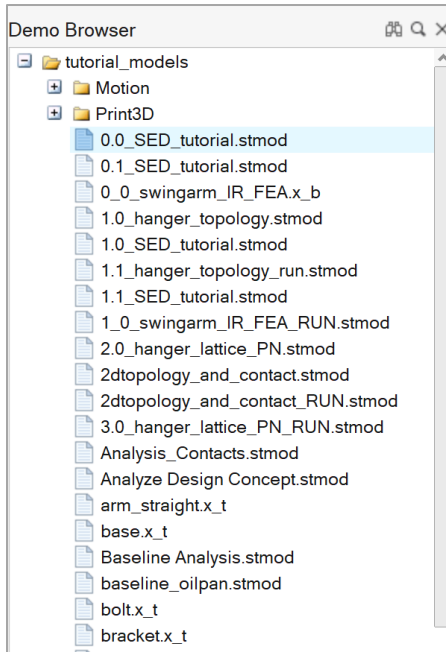 Demo Browser
tutorial_models
Motion
Print3D
0.0_SED_tutorial.stmod
0.1_SED_tutorial.stmod
0_0_swingarm_IR_FEA.x_b
1.0_hanger_topology.stmod
1.0_SED_tutorial.stmod
1.1_hanger_topology_run.stmod
1.1_SED_tutorial.stmod
1_0_swingarm_IR_FEA_RUN.stmod
2.0_hanger_lattice_PN.stmod
2dtopology_and_contact.stmod
2dtopology_and_contact_RUN.stmod
3.0_hanger_lattice_PN_RUN.stmod
Analysis_Contacts.stmod
Analyze Design Concept.stmod
arm_straight.x_t
base.x_t
Baseline Analysis.stmod
baseline_oilpan.stmod
bolt.x_t
bracket.x_t